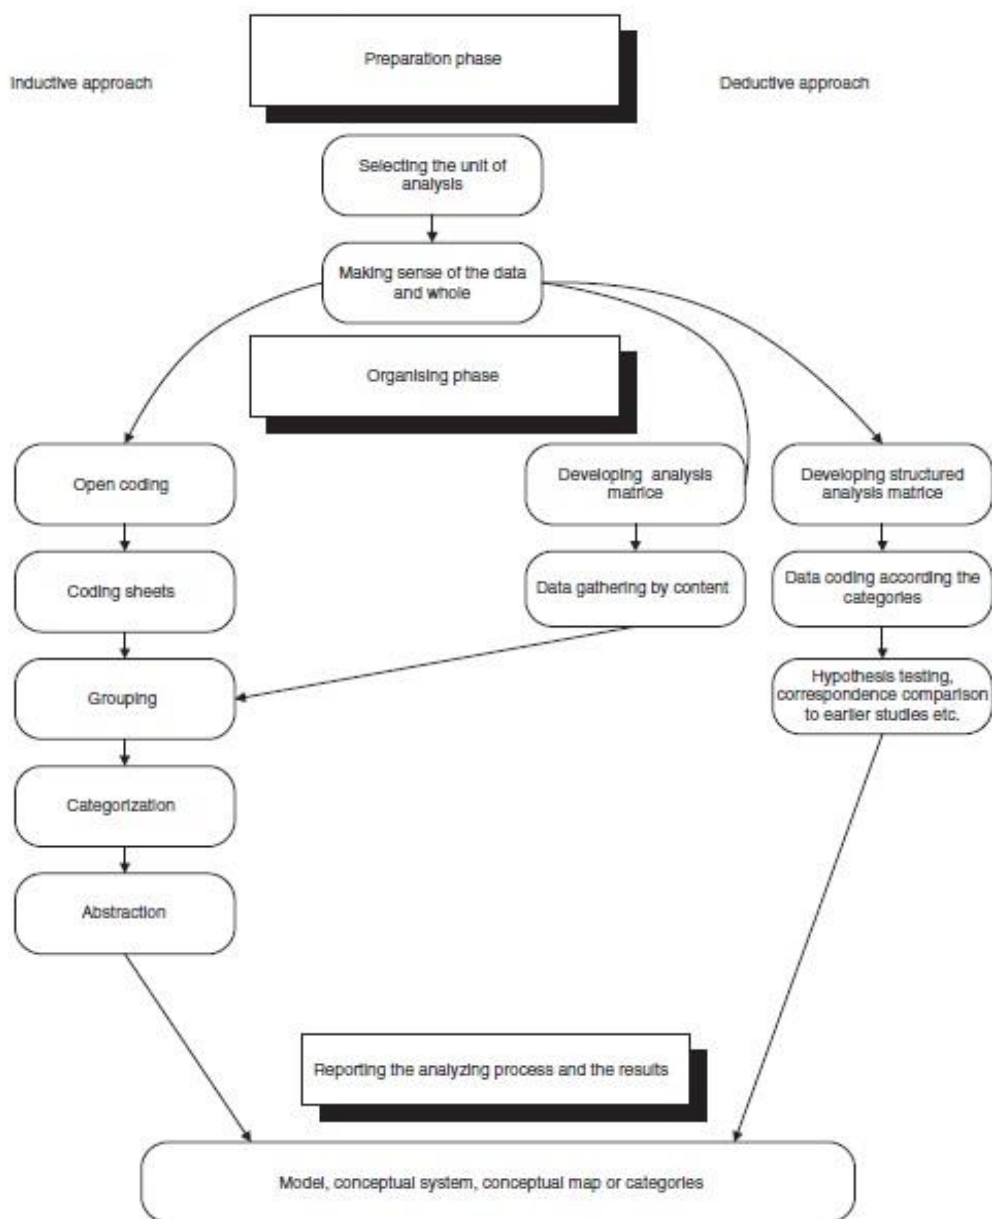 Preparation phase
Inductive approach
Deductive approach
Selecting the unit of
analysis
Making sense of the data
and whole
Organising phase
Open coding
Developing analysis
matrice
Developing structured
analysis matrice
Coding sheets
Data gathering by content
Data coding according the
categories
Grouping
Hypothesis testing,
correspondence comparison
to earlier studies etc.
Categorization
Abstraction
Reporting the analyzing process and the results
Model, conceptual system, conceptual map or categories